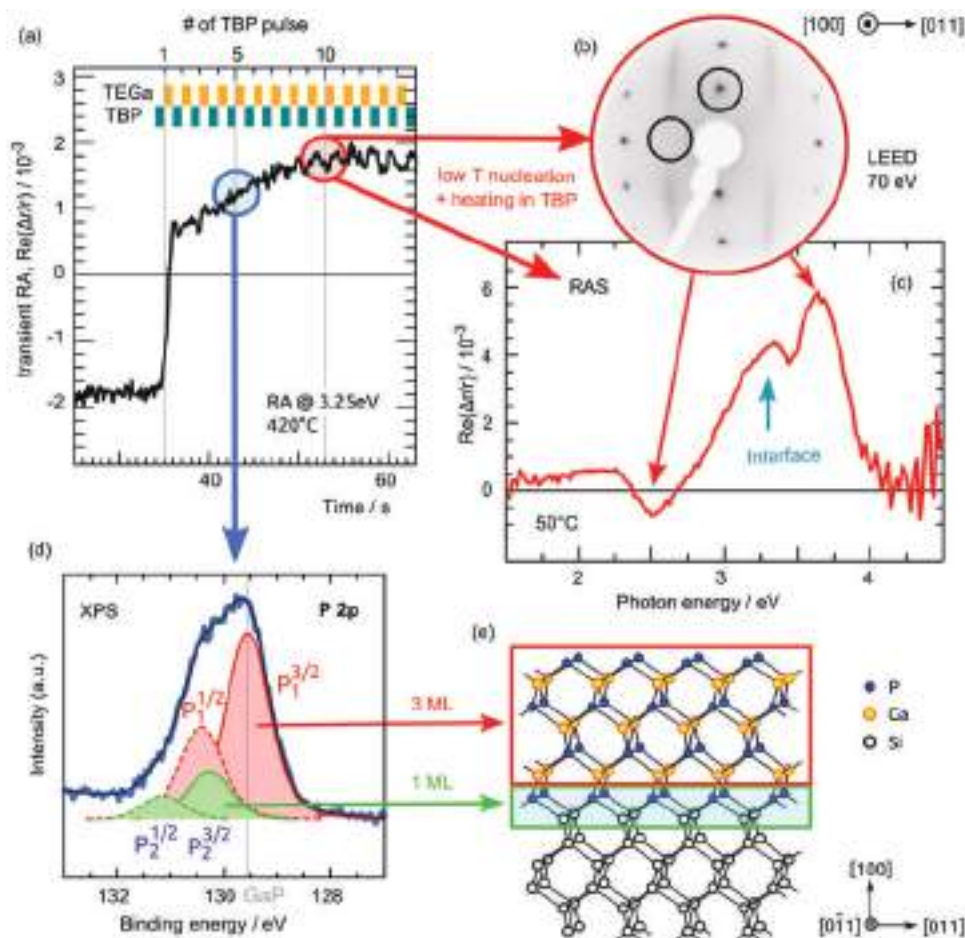 (a)
# of TBP pulse
1 5 10
TEGa
TBP
transient RA, Re(Δr/r) / 10⁻³
3
2
1
0
-1
-2
RA @ 3.25eV
420°C
40 60
Time / s
(b)
[100] [011]
LEED
70 eV
low T nucleation
+ heating in TBP
RAS
(c)
Re(Δr/r) / 10⁻³
6
4
2
0
Interface
50°C
2 3 4
Photon energy / eV
(d)
XPS
P 2p
Intensity (a.u.)
P₁^1/2
P₁^3/2
P₂^1/2
P₂^3/2
3 ML
1 ML
132 130 128
GaP
Binding energy / eV
(e)
P
Ga
Si
[100]
[01̄1] [011]